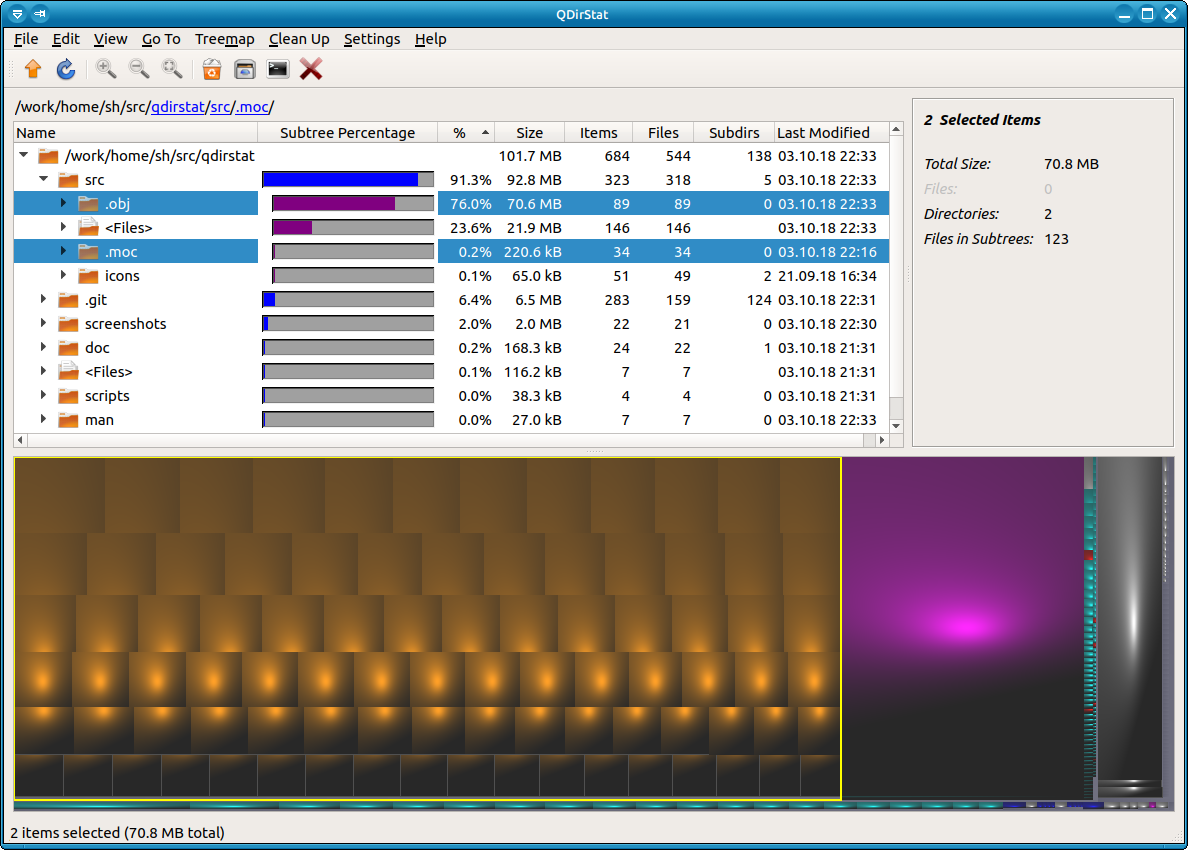 QDirStat
File Edit View Go To Treemap Clean Up Settings Help
/work/home/sh/src/qdirstat/src/.moc/
Name Subtree Percentage % Size Items Files Subdirs Last Modified
/work/home/sh/src/qdirstat 101.7 MB 684 544 138 03.10.18 22:33
src 91.3% 92.8 MB 323 318 5 03.10.18 22:33
.obj 76.0% 70.6 MB 89 89 0 03.10.18 22:33
<Files> 23.6% 21.9 MB 146 146 03.10.18 22:33
.moc 0.2% 220.6 kB 34 34 0 03.10.18 22:16
icons 0.1% 65.0 kB 51 49 2 21.09.18 16:34
.git 6.4% 6.5 MB 283 159 124 03.10.18 22:31
screenshots 2.0% 2.0 MB 22 21 0 03.10.18 22:30
doc 0.2% 168.3 kB 24 22 1 03.10.18 21:31
<Files> 0.1% 116.2 kB 7 7 03.10.18 21:31
scripts 0.0% 38.3 kB 4 4 0 03.10.18 22:33
man 0.0% 27.0 kB 7 7 0 03.10.18 22:33
2 Selected Items
Total Size: 70.8 MB
Files: 0
Directories: 2
Files in Subtrees: 123
2 items selected (70.8 MB total)